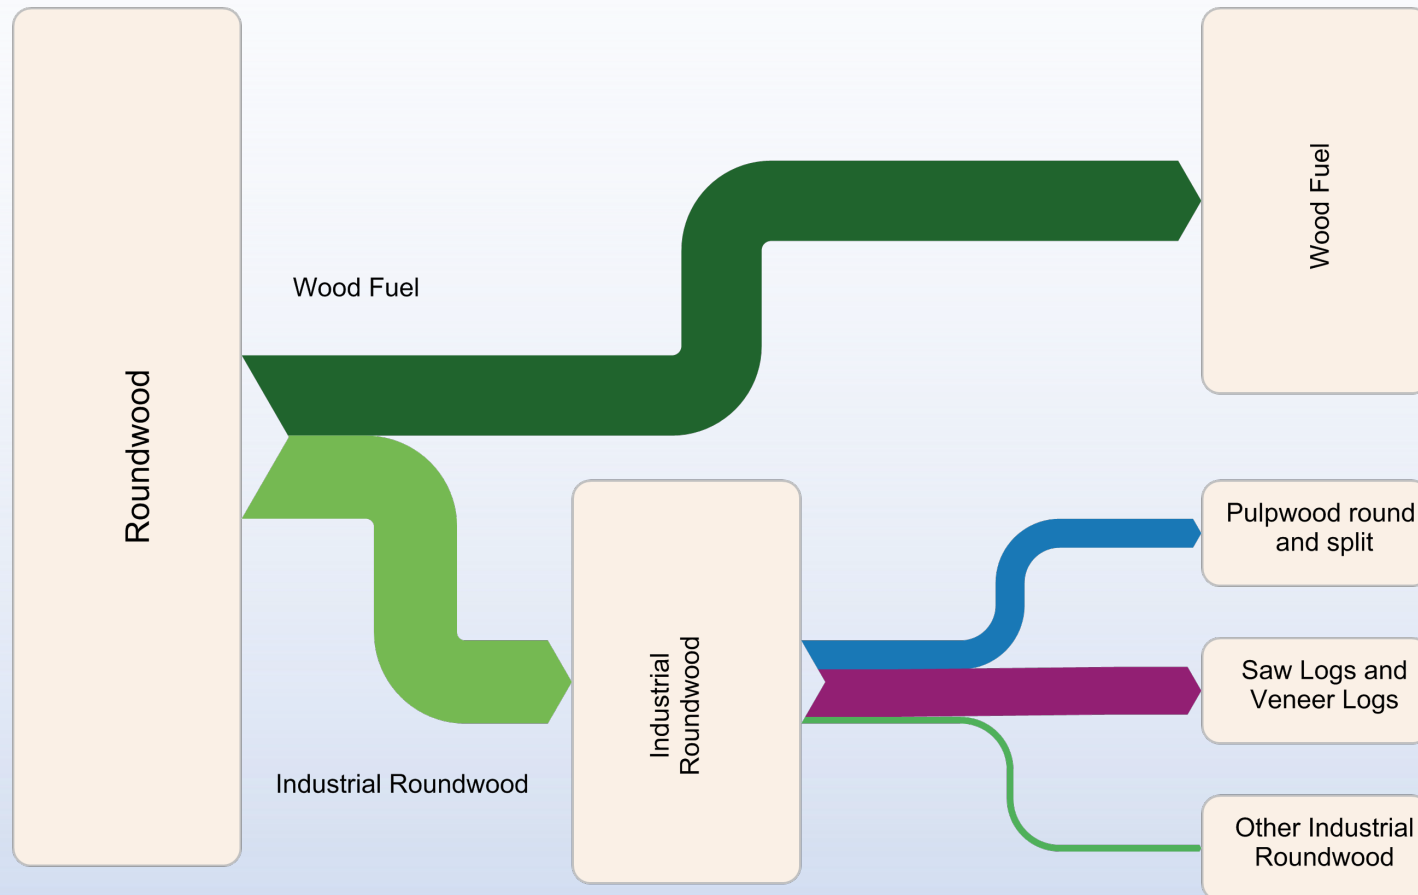 Roundwood
Wood Fuel
Industrial Roundwood
Industrial
Roundwood
Wood Fuel
Pulpwood round
and split
Saw Logs and
Veneer Logs
Other Industrial
Roundwood